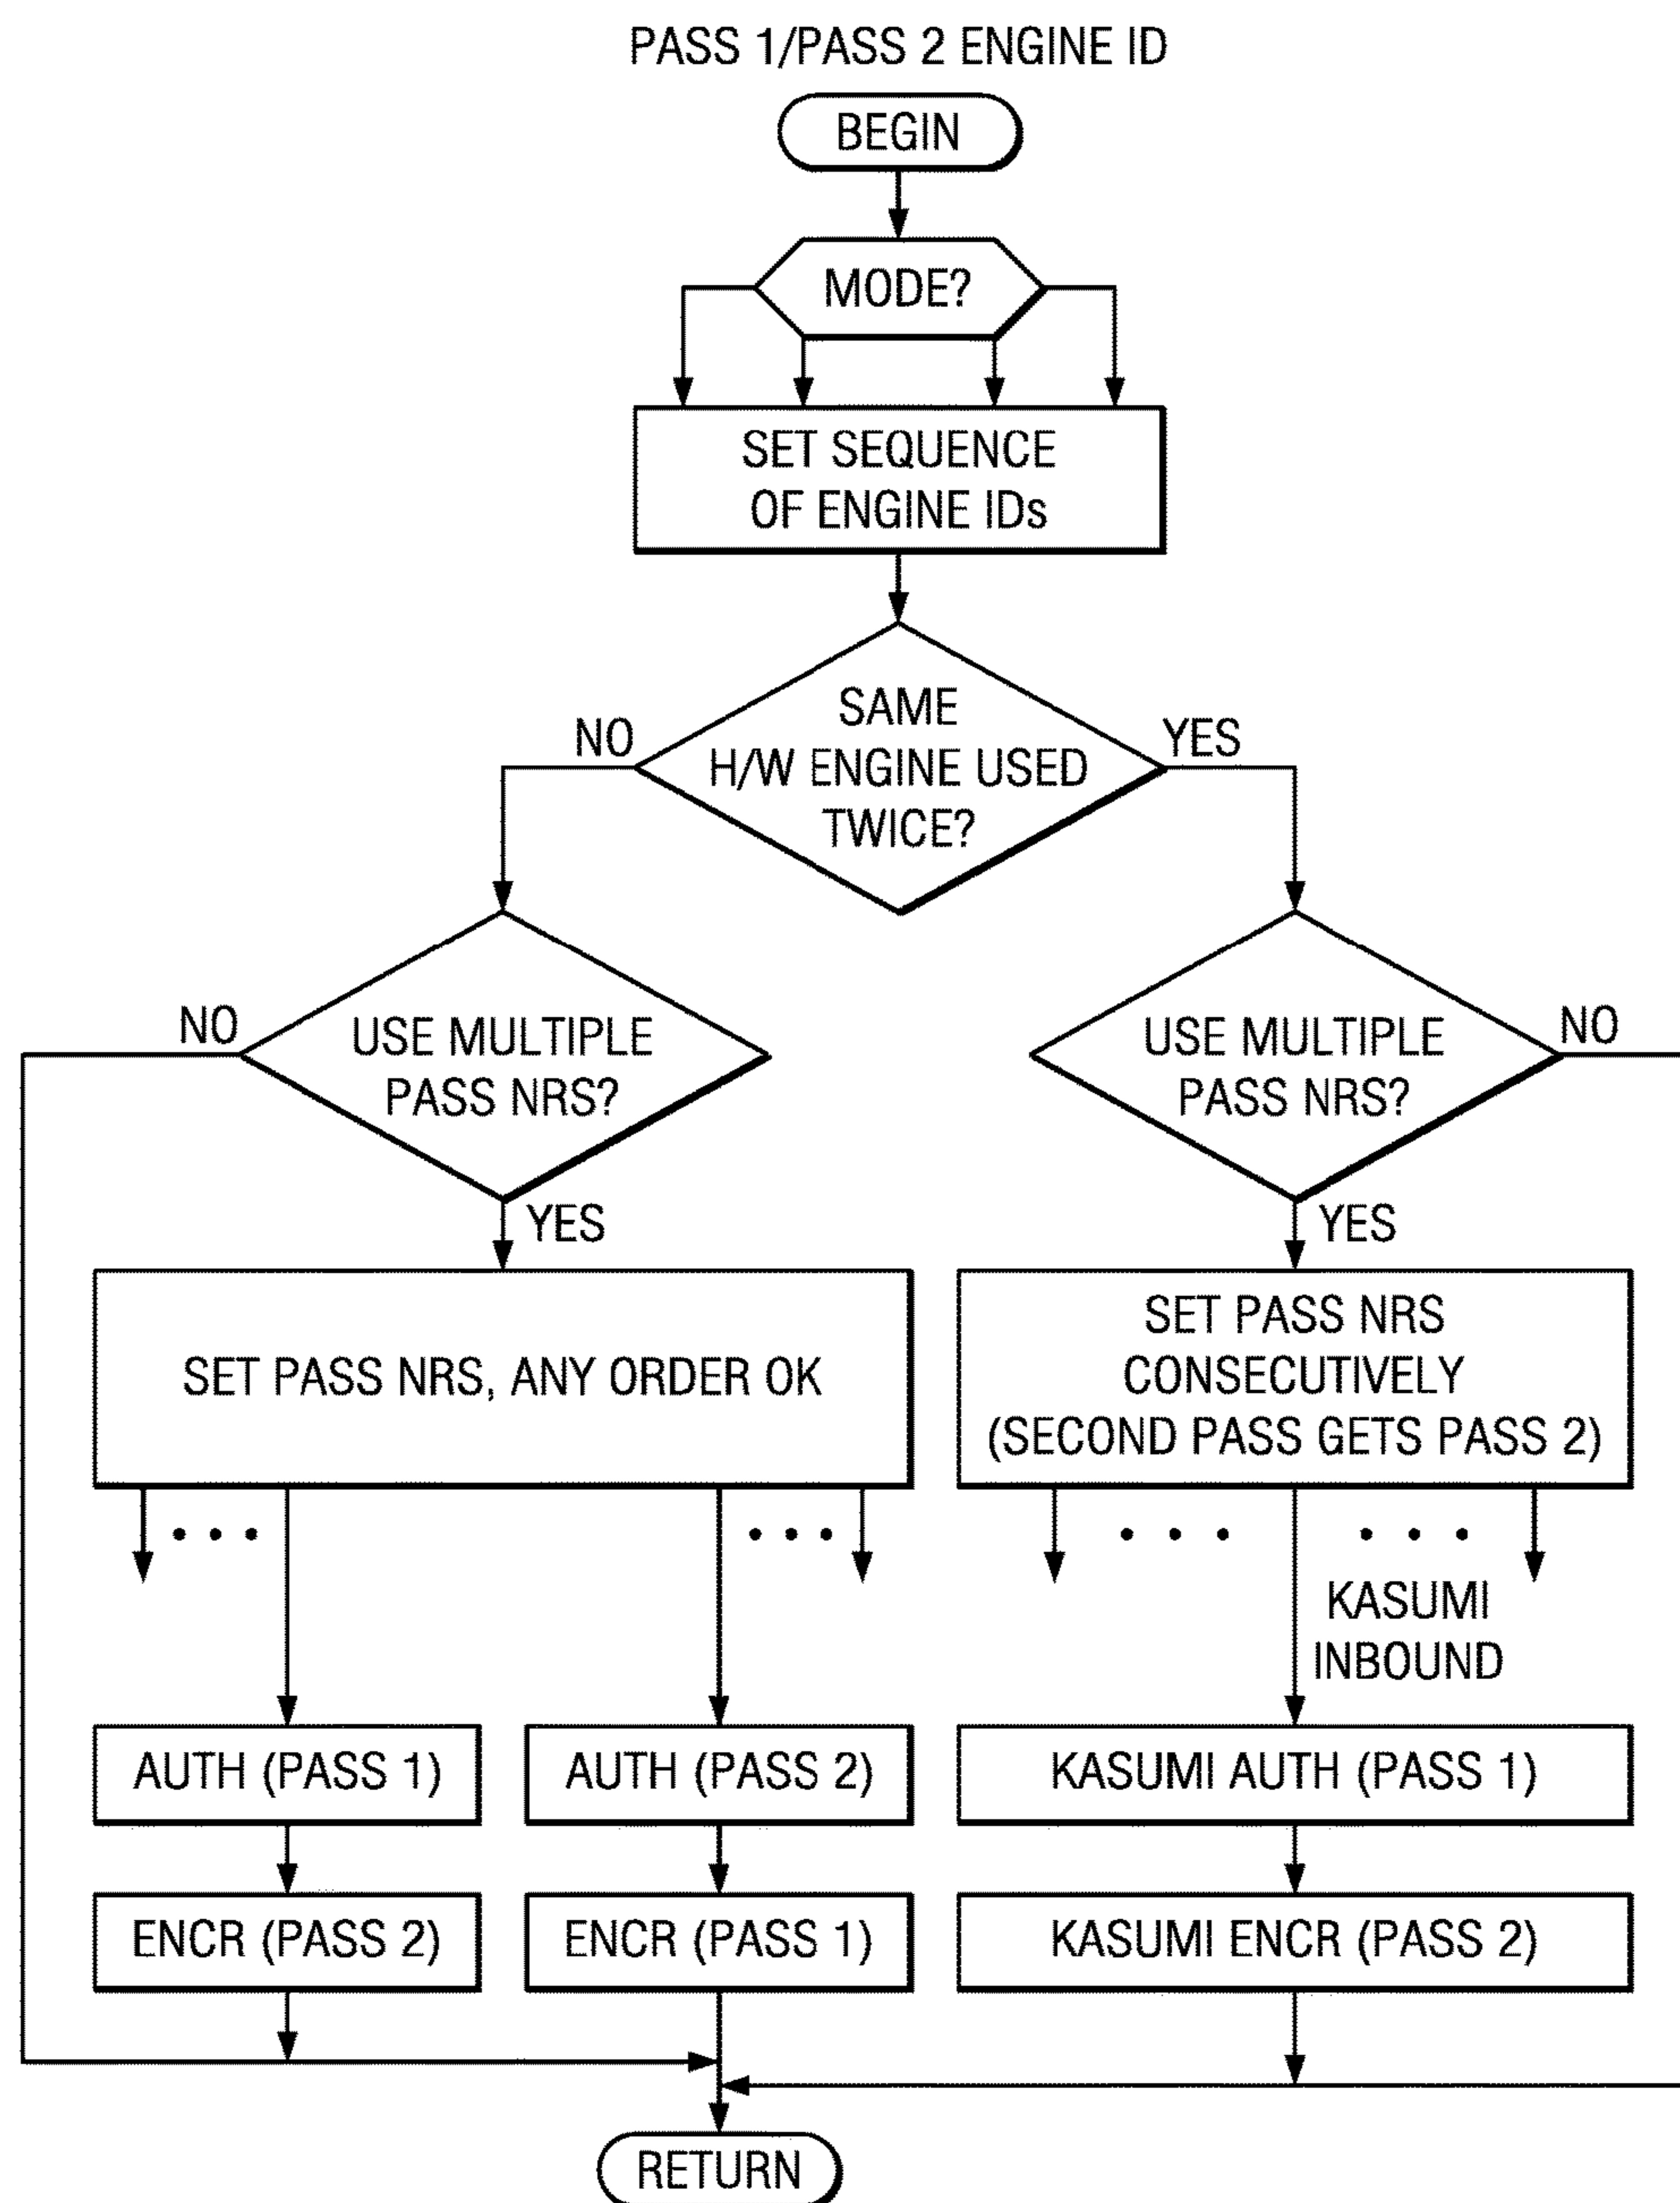 PASS 1/PASS 2 ENGINE ID
BEGIN
MODE?
SET SEQUENCE
OF ENGINE IDs
SAME
H/W ENGINE USED
TWICE?
NO
YES
NO
USE MULTIPLE
PASS NRS?
YES
USE MULTIPLE
PASS NRS?
NO
YES
SET PASS NRS, ANY ORDER OK
SET PASS NRS
CONSECUTIVELY
(SECOND PASS GETS PASS 2)
KASUMI
INBOUND
AUTH (PASS 1)
AUTH (PASS 2)
KASUMI AUTH (PASS 1)
ENCR (PASS 2)
ENCR (PASS 1)
KASUMI ENCR (PASS 2)
RETURN